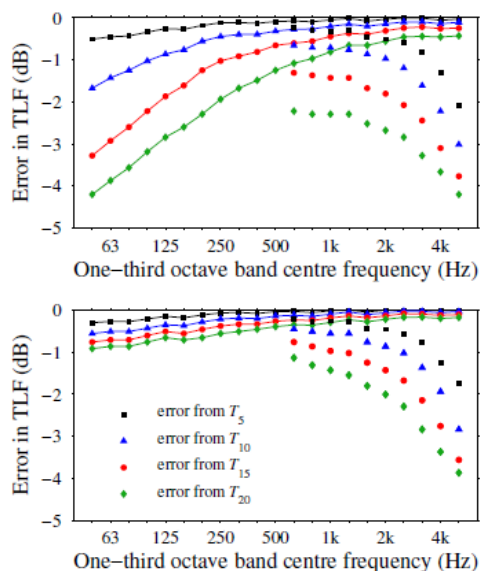 0
−1
−2
−3
−4
−5
Error in TLF (dB)
63 125 250 500 1k 2k 4k
One−third octave band centre frequency (Hz)
0
−1
−2
−3
−4
−5
Error in TLF (dB)
error from T5
error from T10
error from T15
error from T20
63 125 250 500 1k 2k 4k
One−third octave band centre frequency (Hz)